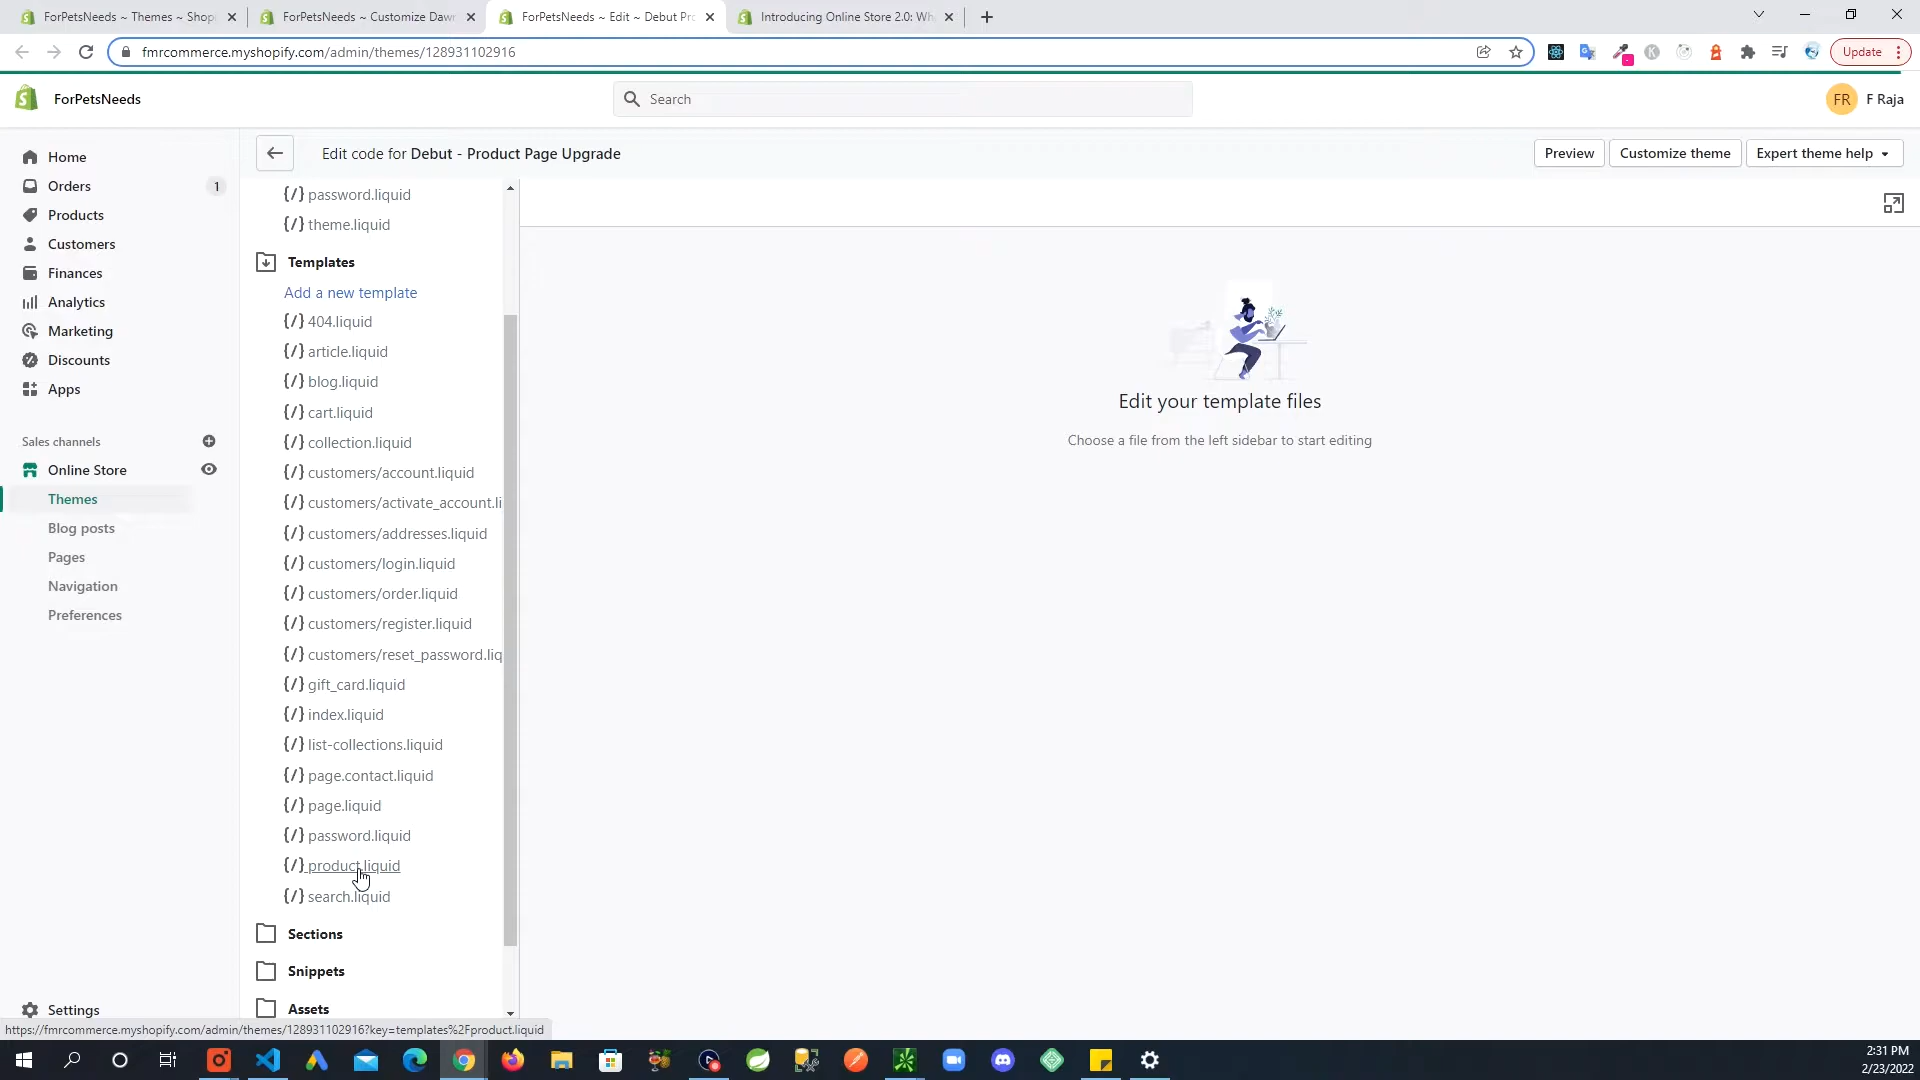 ForPetsNeeds ~ Themes ~ Shopi
ForPetsNeeds ~ Customize Dawn
ForPetsNeeds ~ Edit ~ Debut Pro
Introducing Online Store 2.0: Wh
fmrcommerce.myshopify.com/admin/themes/128931102916
Update
ForPetsNeeds
Search
FR
F Raja
Home
Orders
1
Products
Customers
Finances
Analytics
Marketing
Discounts
Apps
Sales channels
Online Store
Themes
Blog posts
Pages
Navigation
Preferences
Settings
Edit code for Debut - Product Page Upgrade
Preview
Customize theme
Expert theme help
{/} password.liquid
{/} theme.liquid
Templates
Add a new template
{/} 404.liquid
{/} article.liquid
{/} blog.liquid
{/} cart.liquid
{/} collection.liquid
{/} customers/account.liquid
{/} customers/activate_account.li
{/} customers/addresses.liquid
{/} customers/login.liquid
{/} customers/order.liquid
{/} customers/register.liquid
{/} customers/reset_password.liq
{/} gift_card.liquid
{/} index.liquid
{/} list-collections.liquid
{/} page.contact.liquid
{/} page.liquid
{/} password.liquid
{/} product.liquid
{/} search.liquid
Sections
Snippets
Assets
Edit your template files
Choose a file from the left sidebar to start editing
https://fmrcommerce.myshopify.com/admin/themes/128931102916?key=templates%2Fproduct.liquid
2:31 PM
2/23/2022